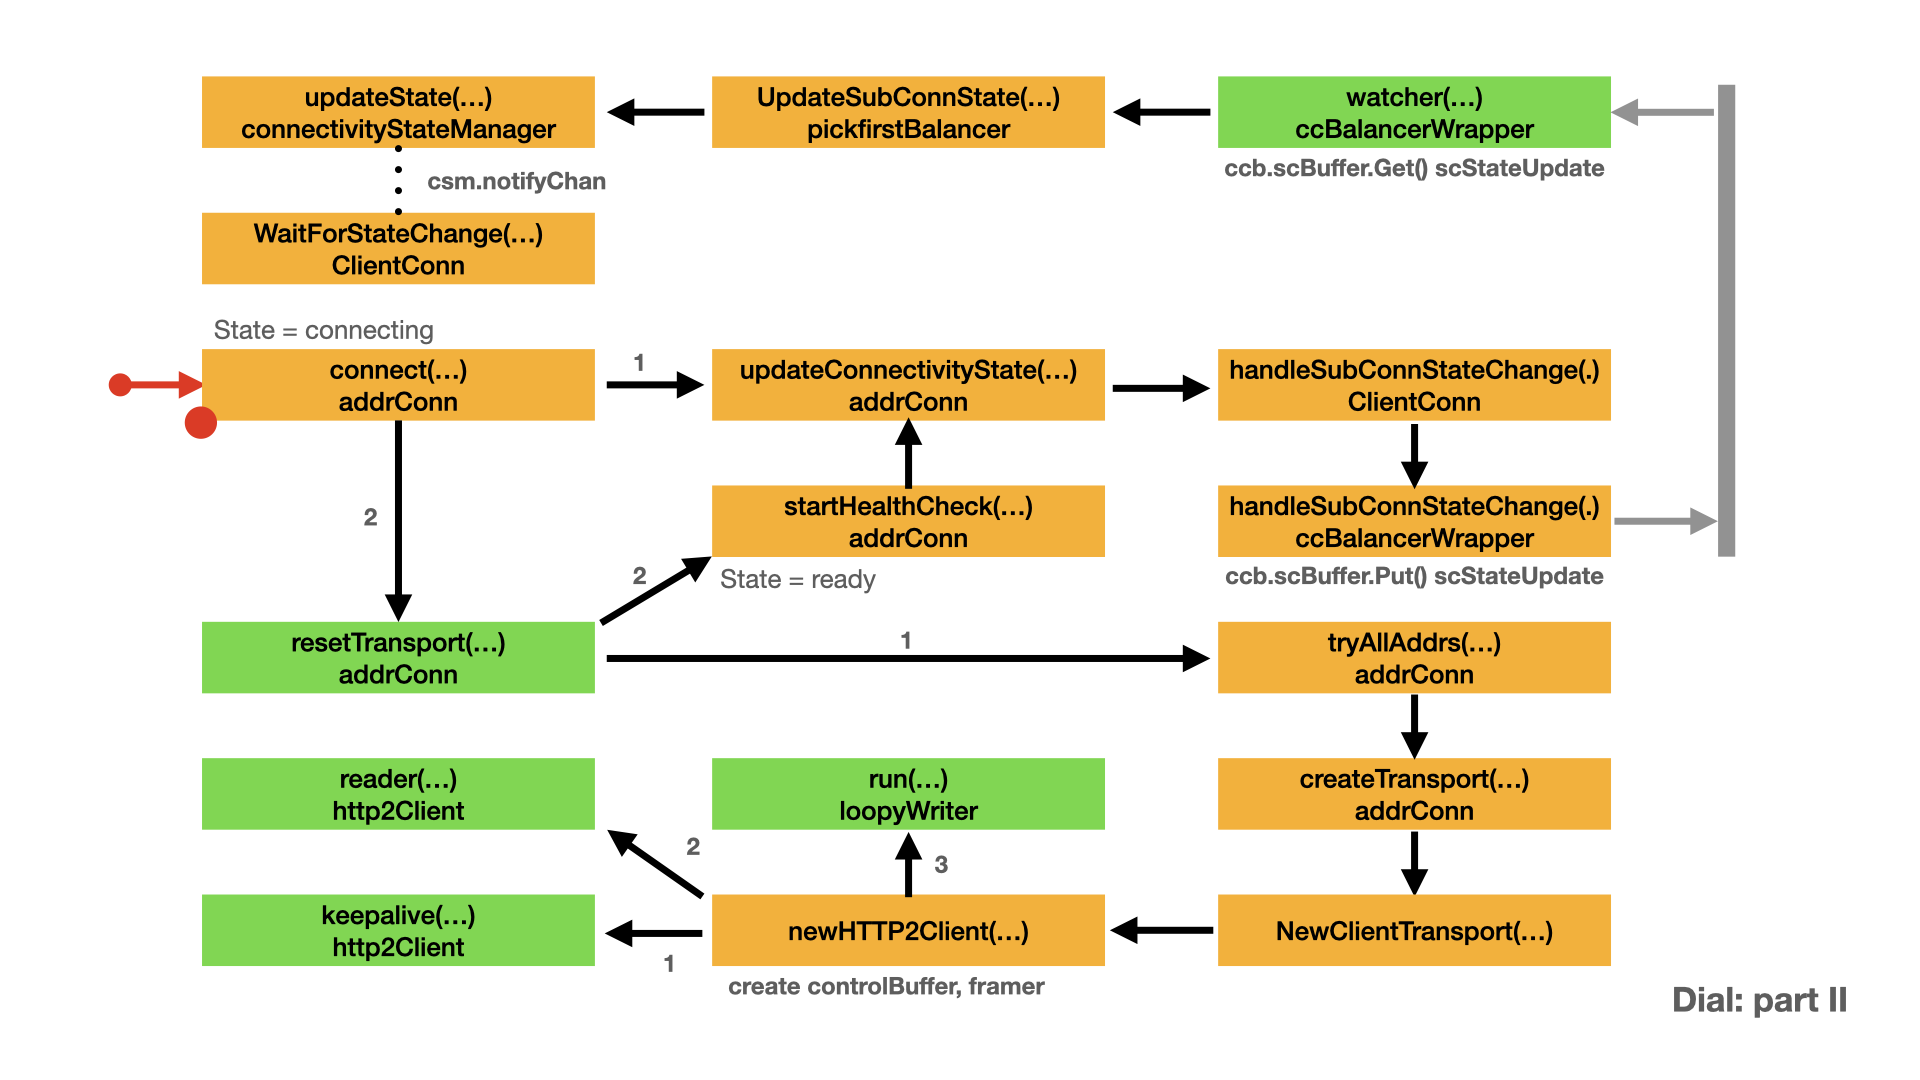 updateState(...)
connectivityStateManager
UpdateSubConnState(...)
pickfirstBalancer
watcher(...)
ccBalancerWrapper
ccb.scBuffer.Get() scStateUpdate
csm.notifyChan
WaitForStateChange(...)
ClientConn
State = connecting
connect(...)
addrConn
1
updateConnectivityState(...)
addrConn
handleSubConnStateChange(.)
ClientConn
2
startHealthCheck(...)
addrConn
handleSubConnStateChange(.)
ccBalancerWrapper
2
State = ready
ccb.scBuffer.Put() scStateUpdate
resetTransport(...)
addrConn
1
tryAllAddrs(...)
addrConn
reader(...)
http2Client
run(...)
loopyWriter
createTransport(...)
addrConn
2
3
keepalive(...)
http2Client
1
newHTTP2Client(...)
NewClientTransport(...)
create controlBuffer, framer
Dial: part II